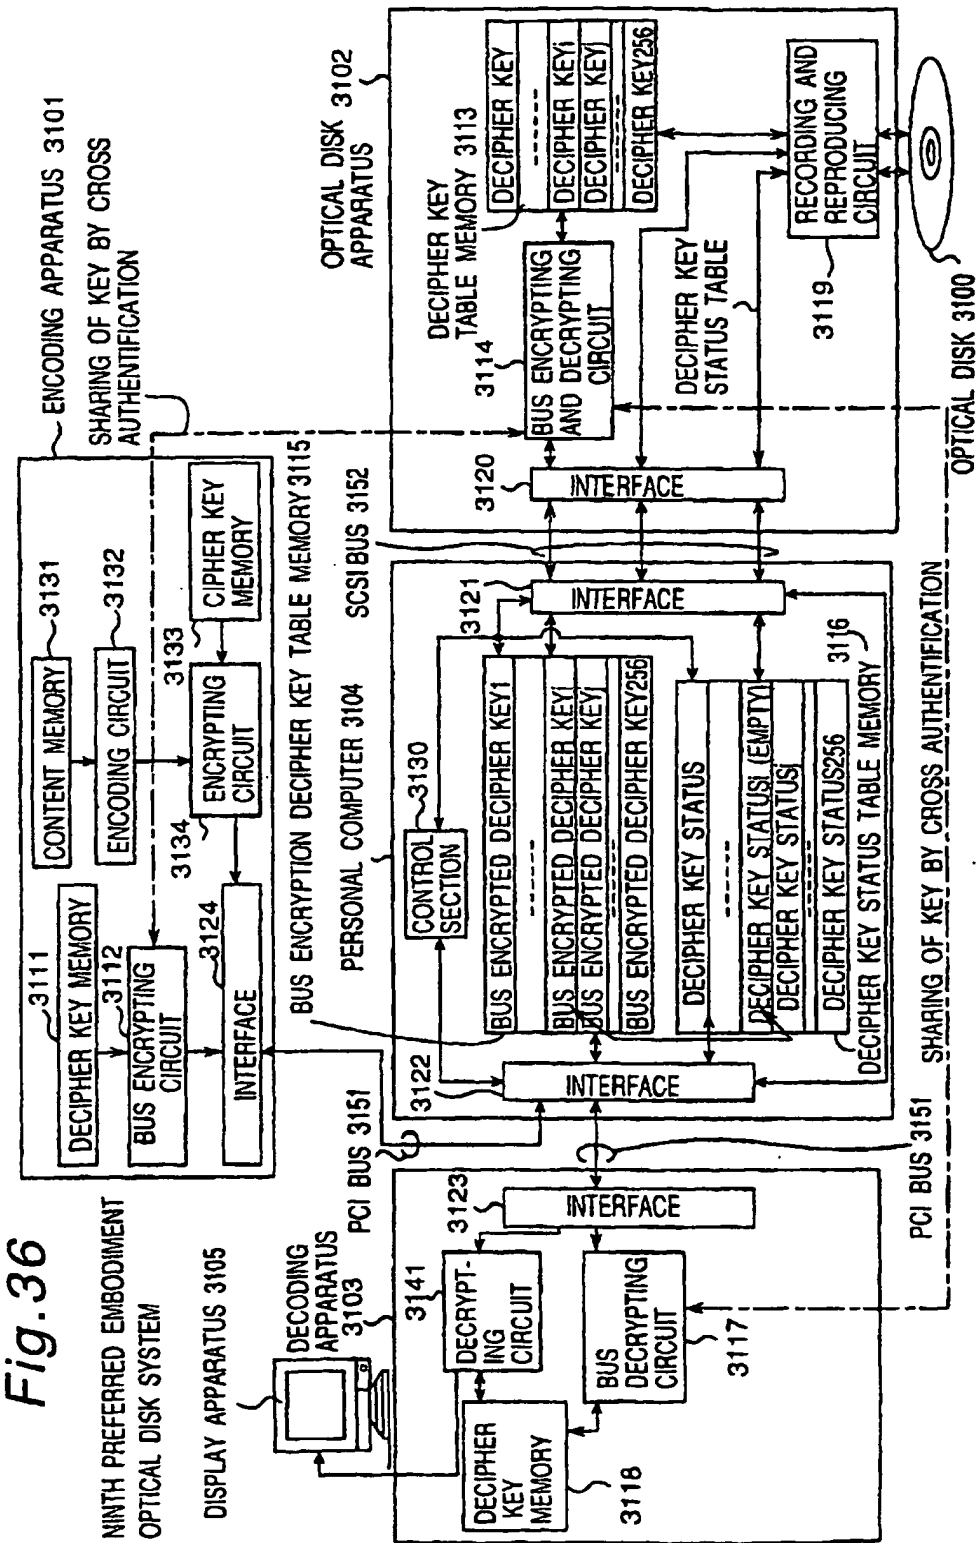 Fig. 36
NINTH PREFERRED EMBODIMENT
OPTICAL DISK SYSTEM
DISPLAY APPARATUS 3105
DECODING
APPARATUS
3103
3141
DECRYPT-
ING
CIRCUIT
DECIPHER
KEY
MEMORY
3118
BUS
DECRYPTING
CIRCUIT
3117
3123
INTERFACE
PCI BUS 3151
PCI BUS 3151
ENCODING APPARATUS 3101
SHARING OF KEY BY CROSS
AUTHENTIFICATION
3111
DECIPHER KEY MEMORY
3112
BUS ENCRYPTING
CIRCUIT
3124
INTERFACE
CONTENT MEMORY
3131
ENCODING CIRCUIT
3132
3133
CIPHER KEY
MEMORY
ENCRYPTING
CIRCUIT
3134
BUS ENCRYPTION DECIPHER KEY TABLE MEMORY 3115
PERSONAL COMPUTER 3104
3130
CONTROL
SECTION
3122
INTERFACE
BUS ENCRYPTED DECIPHER KEY1
BUS ENCRYPTED DECIPHER KEYi
BUS ENCRYPTED DECIPHER KEYj
BUS ENCRYPTED DECIPHER KEY256
DECIPHER KEY STATUS
DECIPHER KEY STATUSi (EMPTY)
DECIPHER KEY STATUSj
DECIPHER KEY STATUS256
DECIPHER KEY STATUS TABLE MEMORY 3116
3121
INTERFACE
SCSI BUS 3152
OPTICAL DISK
APPARATUS 3102
3120
INTERFACE
3114
BUS ENCRYPTING
AND DECRYPTING
CIRCUIT
DECIPHER KEY
TABLE MEMORY 3113
DECIPHER KEY
DECIPHER KEYi
DECIPHER KEYj
DECIPHER KEY256
DECIPHER KEY
STATUS TABLE
RECORDING AND
REPRODUCING
CIRCUIT
3119
OPTICAL DISK 3100
SHARING OF KEY BY CROSS AUTHENTIFICATION